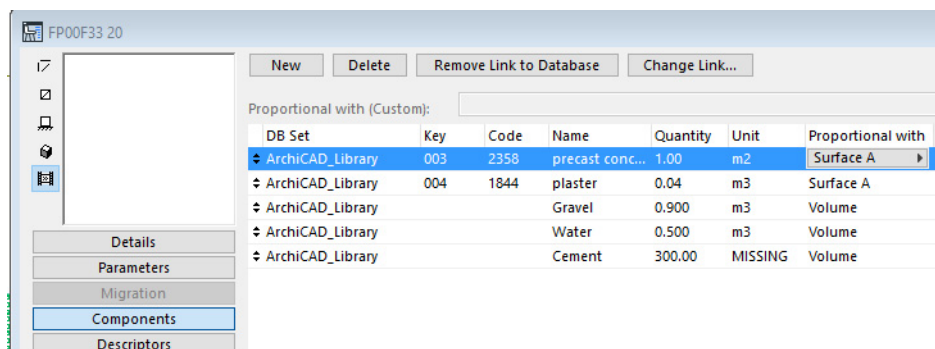 FP00F33 20
New Delete Remove Link to Database Change Link...
Proportional with (Custom):
DB Set Key Code Name Quantity Unit Proportional with
ArchiCAD_Library 003 2358 precast conc... 1.00 m2 Surface A
ArchiCAD_Library 004 1844 plaster 0.04 m3 Surface A
ArchiCAD_Library Gravel 0.900 m3 Volume
ArchiCAD_Library Water 0.500 m3 Volume
ArchiCAD_Library Cement 300.00 MISSING Volume
Details
Parameters
Migration
Components
Descriptors